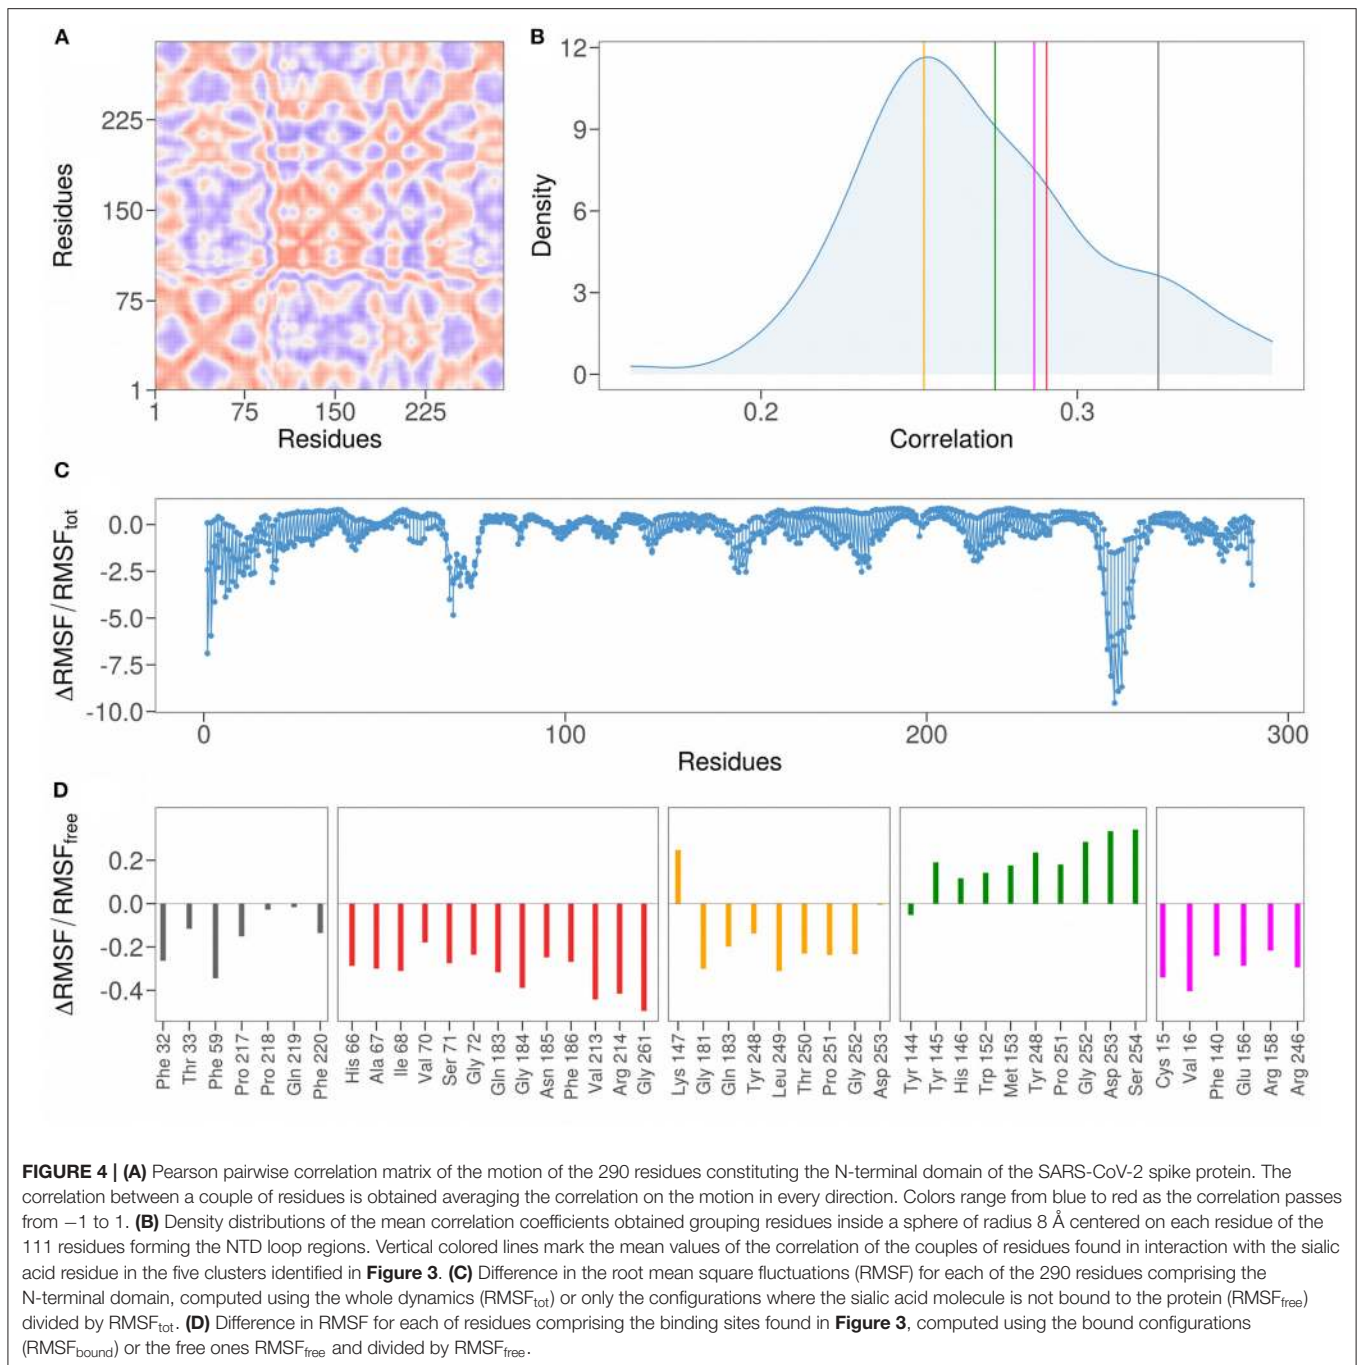 A
B
Residues
225
150
75
1
1
75
150
225
Residues
Density
12
9
6
3
0
0.2
0.3
Correlation
C
ΔRMSF/RMSFtot
0.0
-2.5
-5.0
-7.5
-10.0
0
100
200
300
Residues
D
ΔRMSF/RMSFfree
0.2
0.0
-0.2
-0.4
Phe 32
Thr 33
Phe 59
Pro 217
Pro 218
Gln 219
Phe 220
His 66
Ala 67
Ile 68
Val 70
Ser 71
Gly 72
Gln 183
Gly 184
Asn 185
Phe 186
Val 213
Arg 214
Gly 261
Lys 147
Gly 181
Gln 183
Tyr 248
Leu 249
Thr 250
Pro 251
Gly 252
Asp 253
Tyr 144
Tyr 145
His 146
Trp 152
Met 153
Tyr 248
Pro 251
Gly 252
Asp 253
Ser 254
Cys 15
Val 16
Phe 140
Glu 156
Arg 158
Arg 246
FIGURE 4 | (A) Pearson pairwise correlation matrix of the motion of the 290 residues constituting the N-terminal domain of the SARS-CoV-2 spike protein. The
correlation between a couple of residues is obtained averaging the correlation on the motion in every direction. Colors range from blue to red as the correlation passes
from −1 to 1. (B) Density distributions of the mean correlation coefficients obtained grouping residues inside a sphere of radius 8 Å centered on each residue of the
111 residues forming the NTD loop regions. Vertical colored lines mark the mean values of the correlation of the couples of residues found in interaction with the sialic
acid residue in the five clusters identified in Figure 3. (C) Difference in the root mean square fluctuations (RMSF) for each of the 290 residues comprising the
N-terminal domain, computed using the whole dynamics (RMSFtot) or only the configurations where the sialic acid molecule is not bound to the protein (RMSFfree)
divided by RMSFtot. (D) Difference in RMSF for each of residues comprising the binding sites found in Figure 3, computed using the bound configurations
(RMSFbound) or the free ones RMSFfree and divided by RMSFfree.